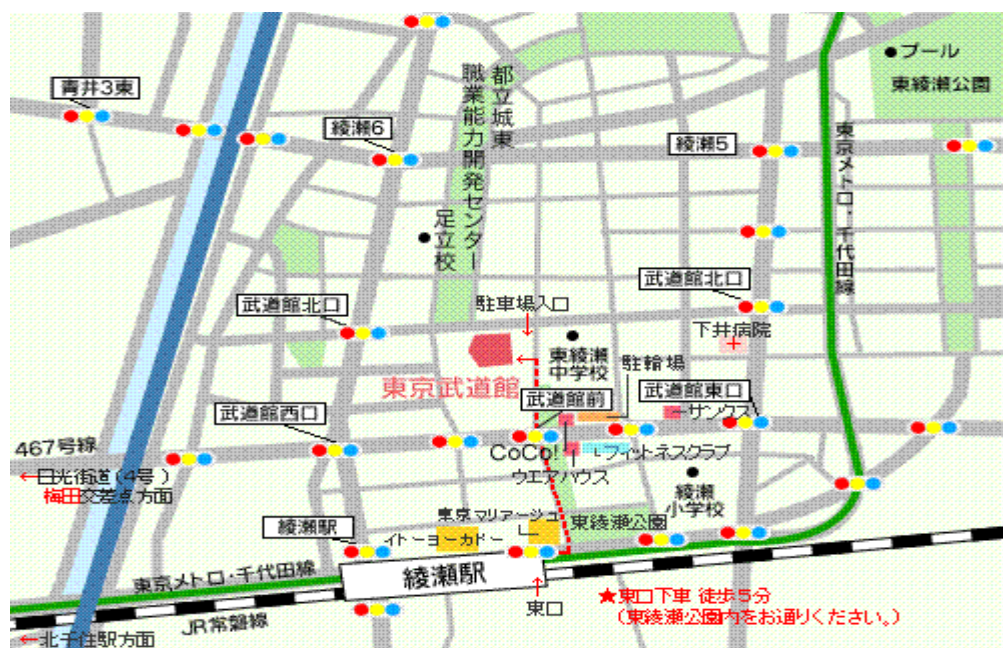 プール
東綾瀬公園
青井3東
綾瀬6
綾瀬5
都立城東
職業能力開発センター
足立校
東京メトロ・千代田線
武道館北口
駐車場入口
武道館北口
下井病院
東綾瀬
中学校
駐輪場
東京武道館
武道館前
武道館東口
武道館西口
サンクス
467号線
CoCo!
フィットネスクラブ
ウエアハウス
←日光街道(4号)
梅田交差点方面
綾瀬
小学校
東京マリアージュ
東綾瀬公園
綾瀬駅
イトーヨーカドー
東京メトロ・千代田線
綾瀬駅
JR常磐線
↑
東口
★東口下車 徒歩5分
(東綾瀬公園内をお通りください。)
←北千住駅方面